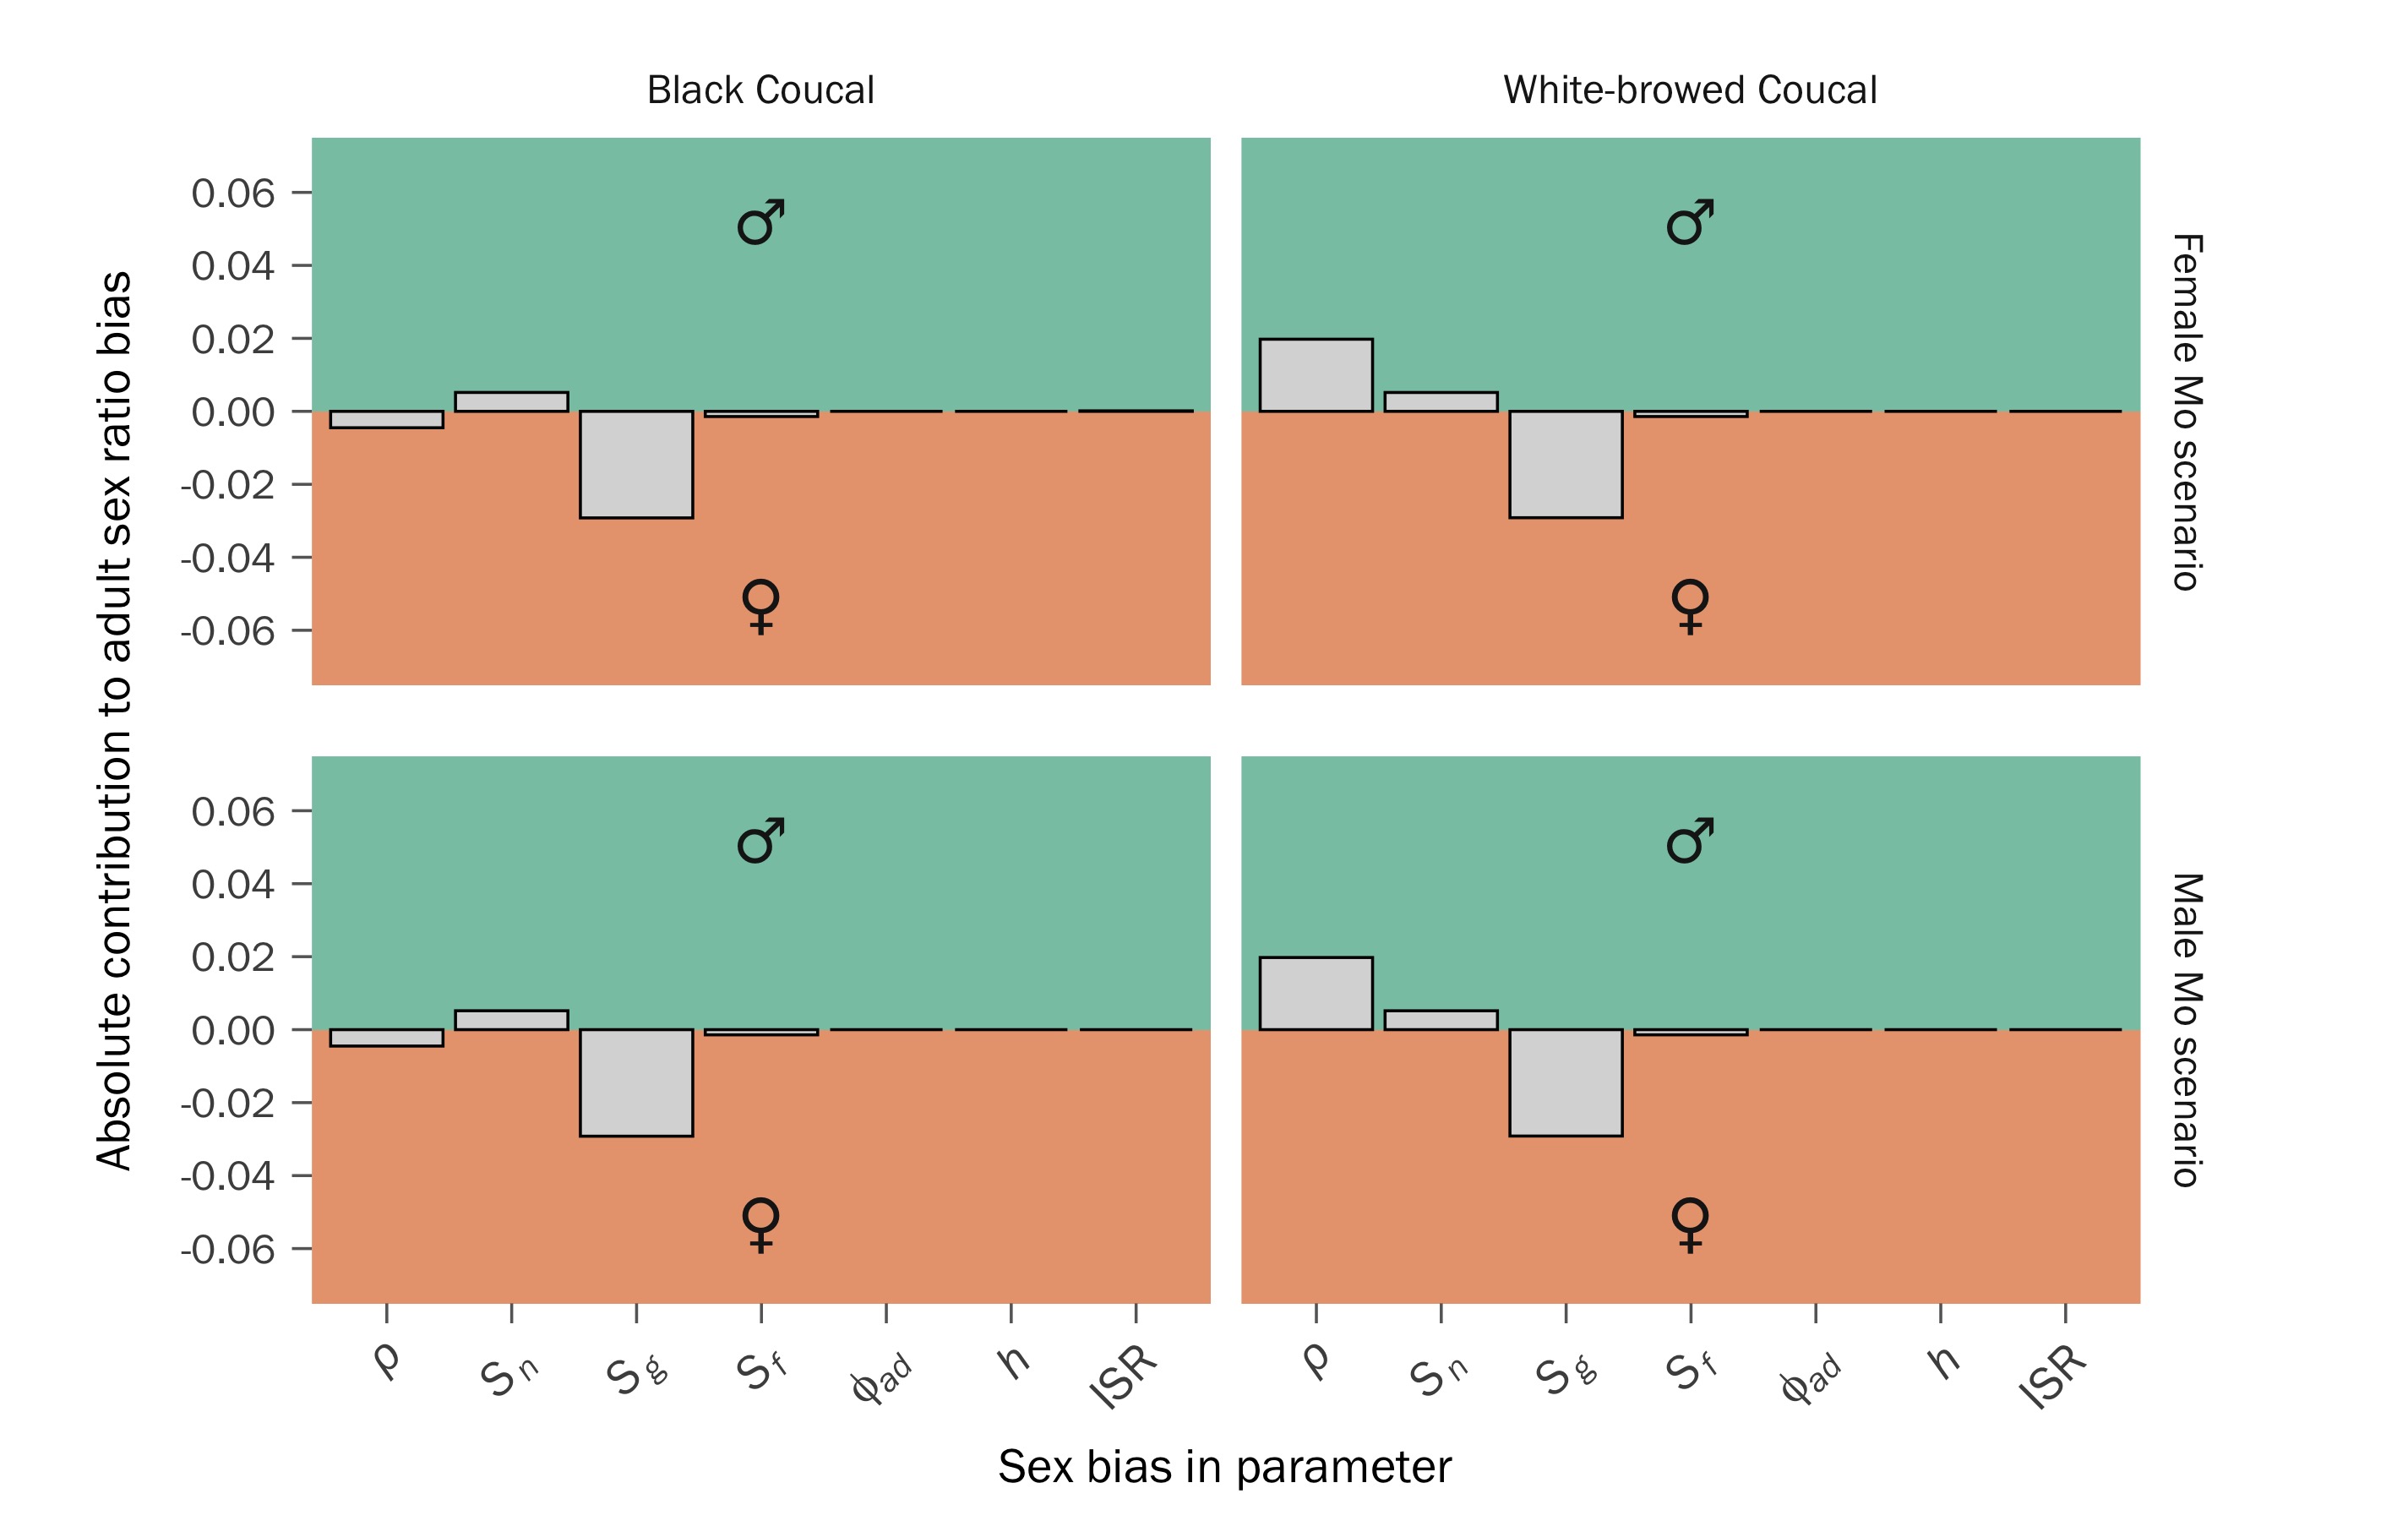 Black Coucal
White-browed Coucal
Absolute contribution to adult sex ratio bias
0.06
0.04
0.02
0.00
-0.02
-0.04
-0.06
♂
♀
♂
♀
Female Mo scenario
0.06
0.04
0.02
0.00
-0.02
-0.04
-0.06
♂
♀
♂
♀
Male Mo scenario
ρ Sn Sg Sf ϕad h ISR
ρ Sn Sg Sf ϕad h ISR
Sex bias in parameter